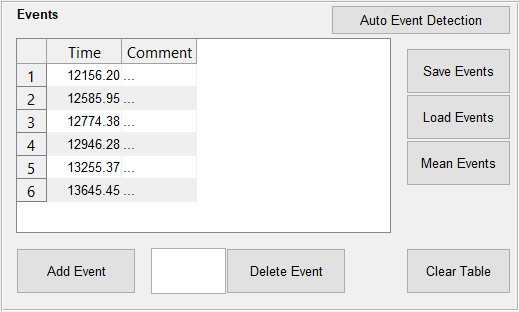 Events
Auto Event Detection
Time Comment
1 12156.20 ...
2 12585.95 ...
3 12774.38 ...
4 12946.28 ...
5 13255.37 ...
6 13645.45 ...
Save Events
Load Events
Mean Events
Add Event
Delete Event
Clear Table